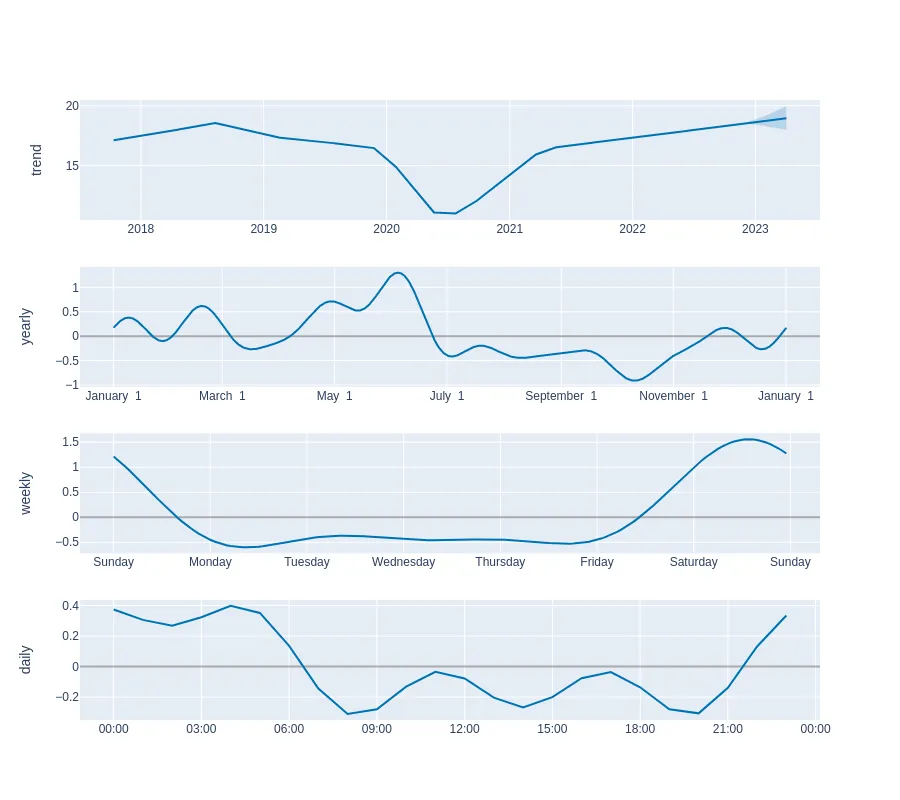 trend
20
15
2018 2019 2020 2021 2022 2023
yearly
1
0.5
0
−0.5
−1
January 1 March 1 May 1 July 1 September 1 November 1 January 1
weekly
1.5
1
0.5
0
−0.5
Sunday Monday Tuesday Wednesday Thursday Friday Saturday Sunday
daily
0.4
0.2
0
−0.2
00:00 03:00 06:00 09:00 12:00 15:00 18:00 21:00 00:00